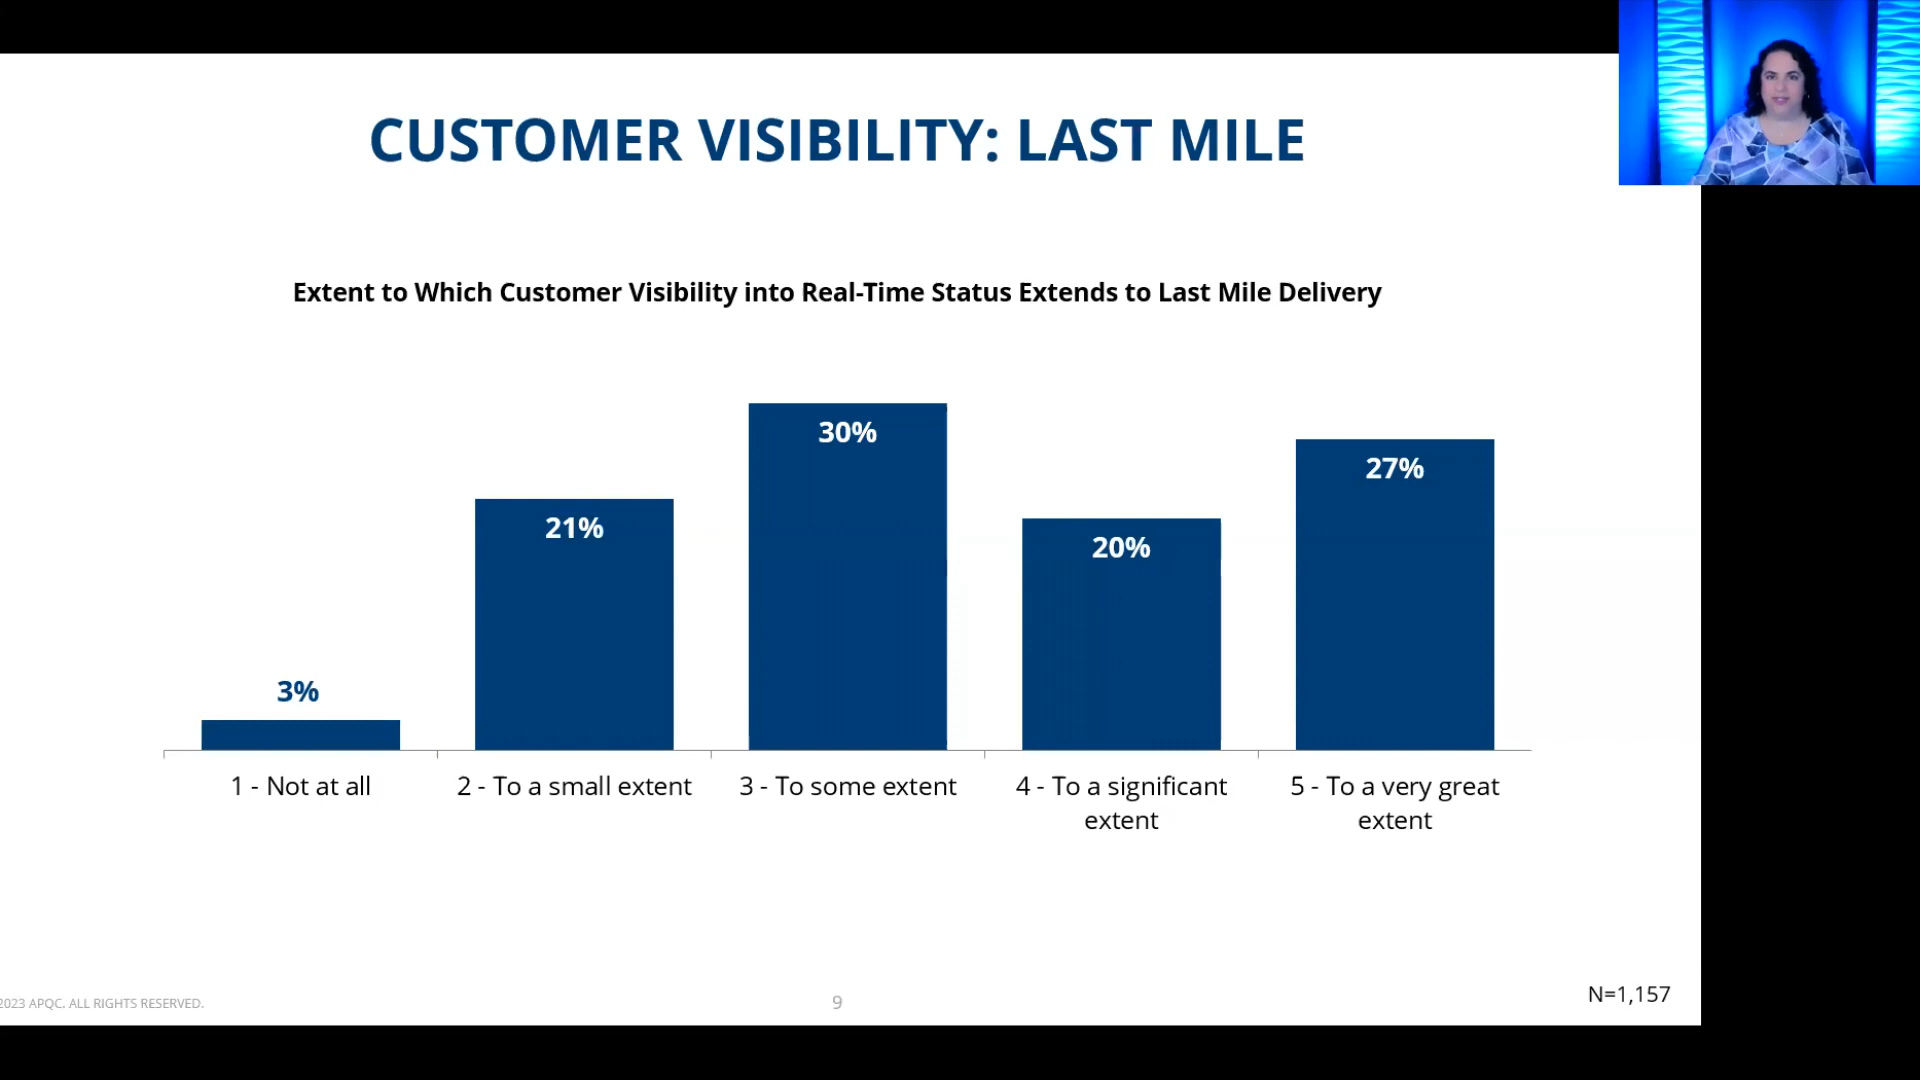 CUSTOMER VISIBILITY: LAST MILE
Extent to Which Customer Visibility into Real-Time Status Extends to Last Mile Delivery
3%
21%
30%
20%
27%
1 - Not at all
2 - To a small extent
3 - To some extent
4 - To a significant
extent
5 - To a very great
extent
2023 APQC. ALL RIGHTS RESERVED.
9
N=1,157